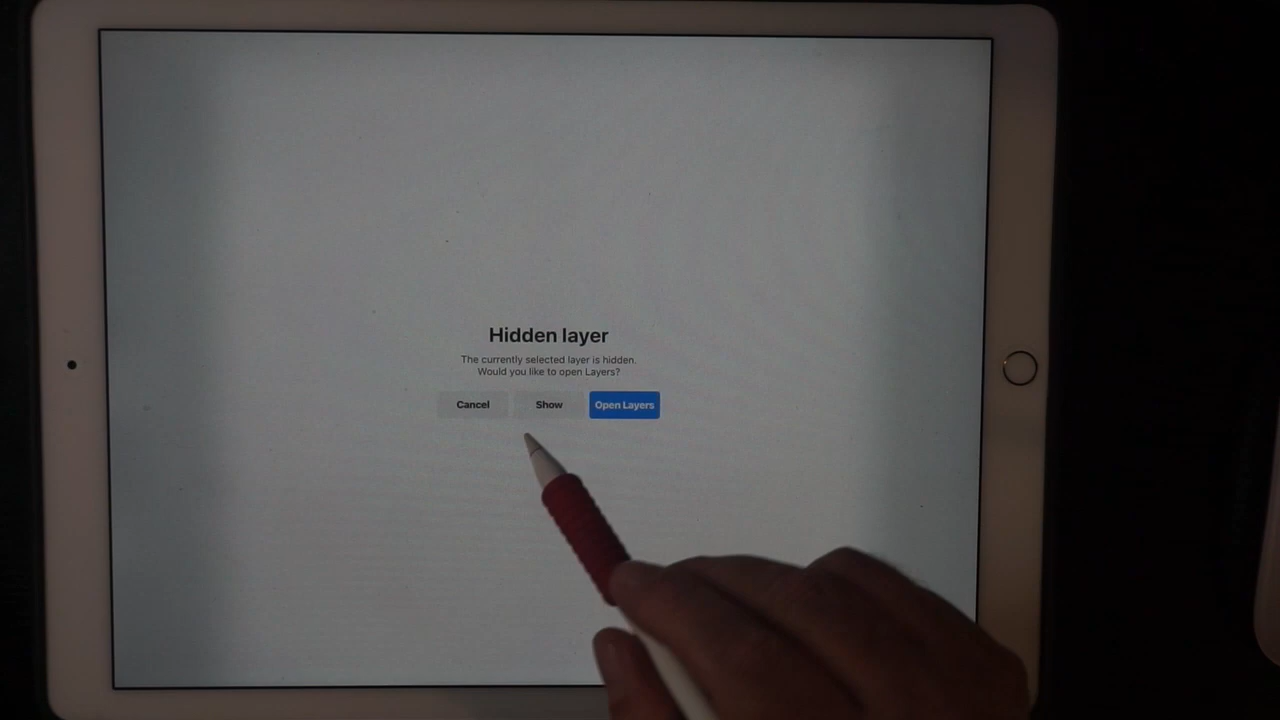 Hidden layer
The currently selected layer is hidden.
Would you like to open Layers?
Cancel Show Open Layers